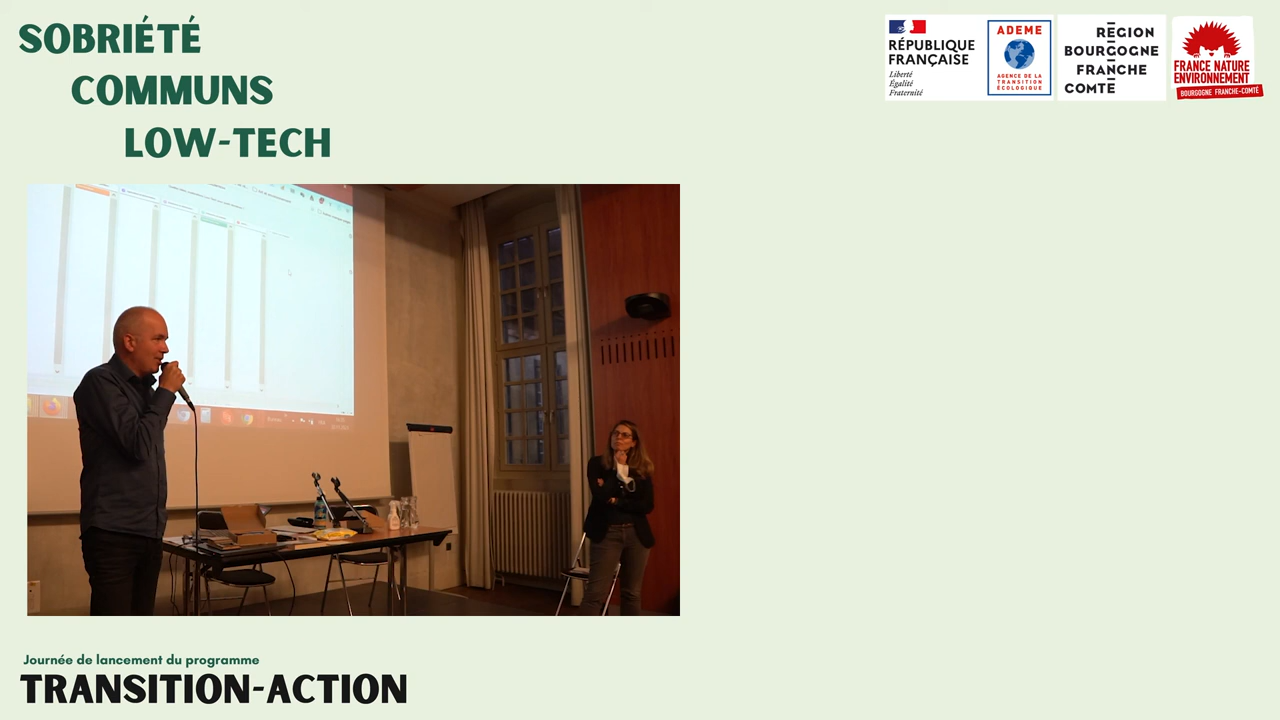 SOBRIÉTÉ
COMMUNS
LOW-TECH
RÉPUBLIQUE
FRANÇAISE
Liberté
Égalité
Fraternité
ADEME
AGENCE DE LA
TRANSITION
ÉCOLOGIQUE
RÉGION
BOURGOGNE
FRANCHE
COMTÉ
FRANCE NATURE
ENVIRONNEMENT
BOURGOGNE FRANCHE-COMTÉ
Journée de lancement du programme
TRANSITION-ACTION